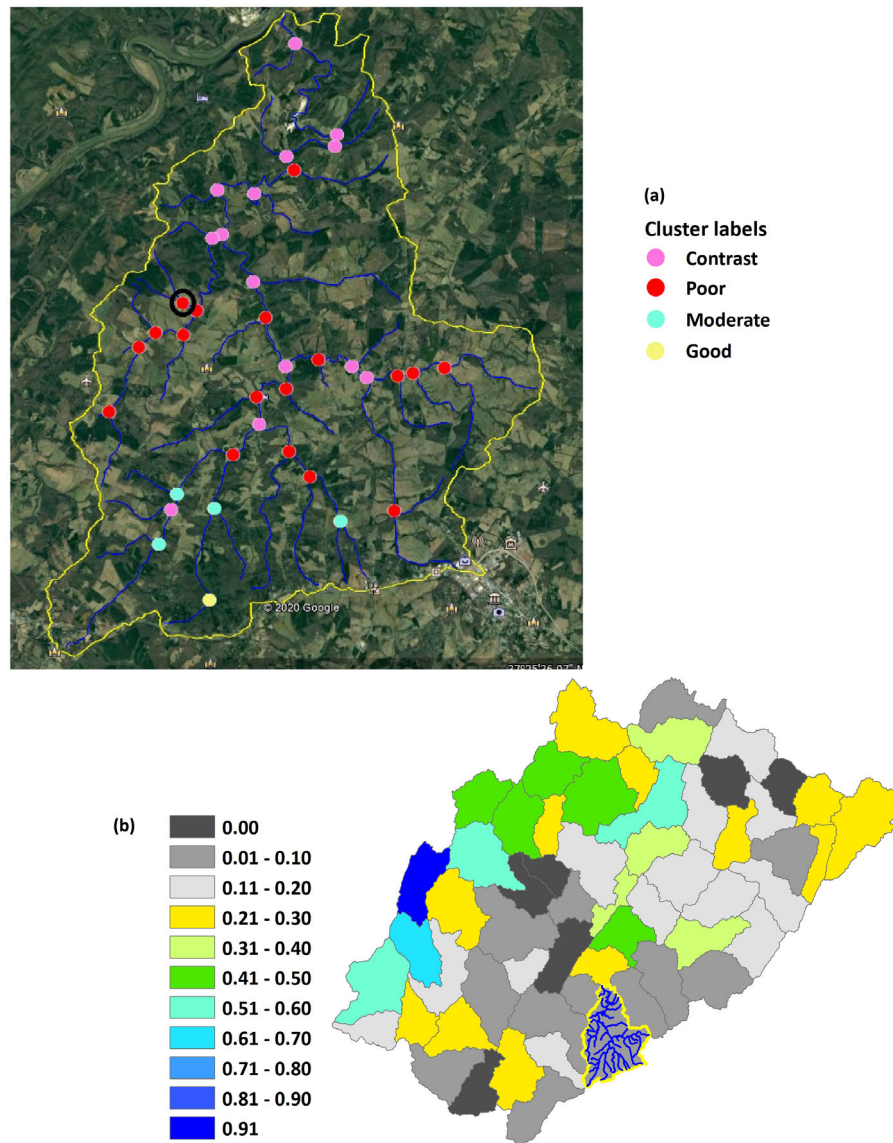 (a)
Cluster labels
Contrast
Poor
Moderate
Good
© 2020 Google
(b)
0.00
0.01 - 0.10
0.11 - 0.20
0.21 - 0.30
0.31 - 0.40
0.41 - 0.50
0.51 - 0.60
0.61 - 0.70
0.71 - 0.80
0.81 - 0.90
0.91